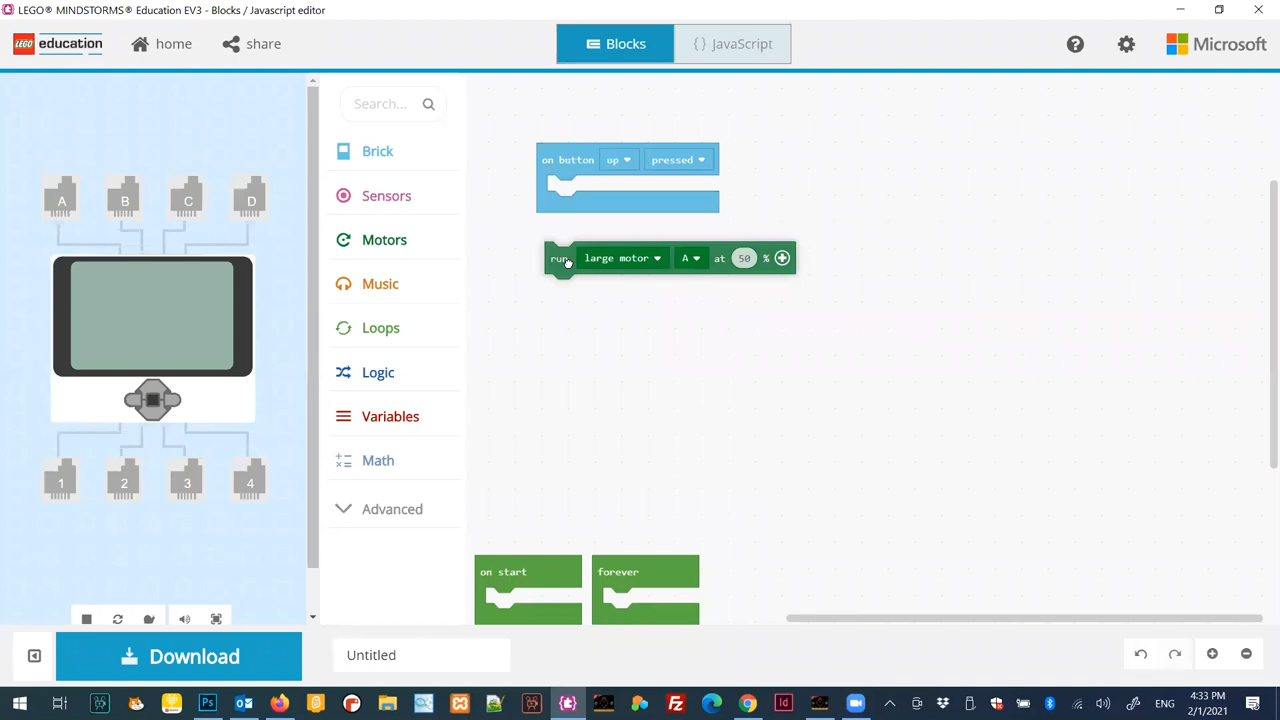 LEGO® MINDSTORMS® Education EV3 - Blocks / Javascript editor
LEGO education home share Blocks { } JavaScript ? Microsoft
Search...
Brick
Sensors
Motors
Music
Loops
Logic
Variables
Math
Advanced
A B C D
1 2 3 4
on button up pressed
run large motor A at 50 %
on start forever
Download Untitled
ENG 4:33 PM
2/1/2021